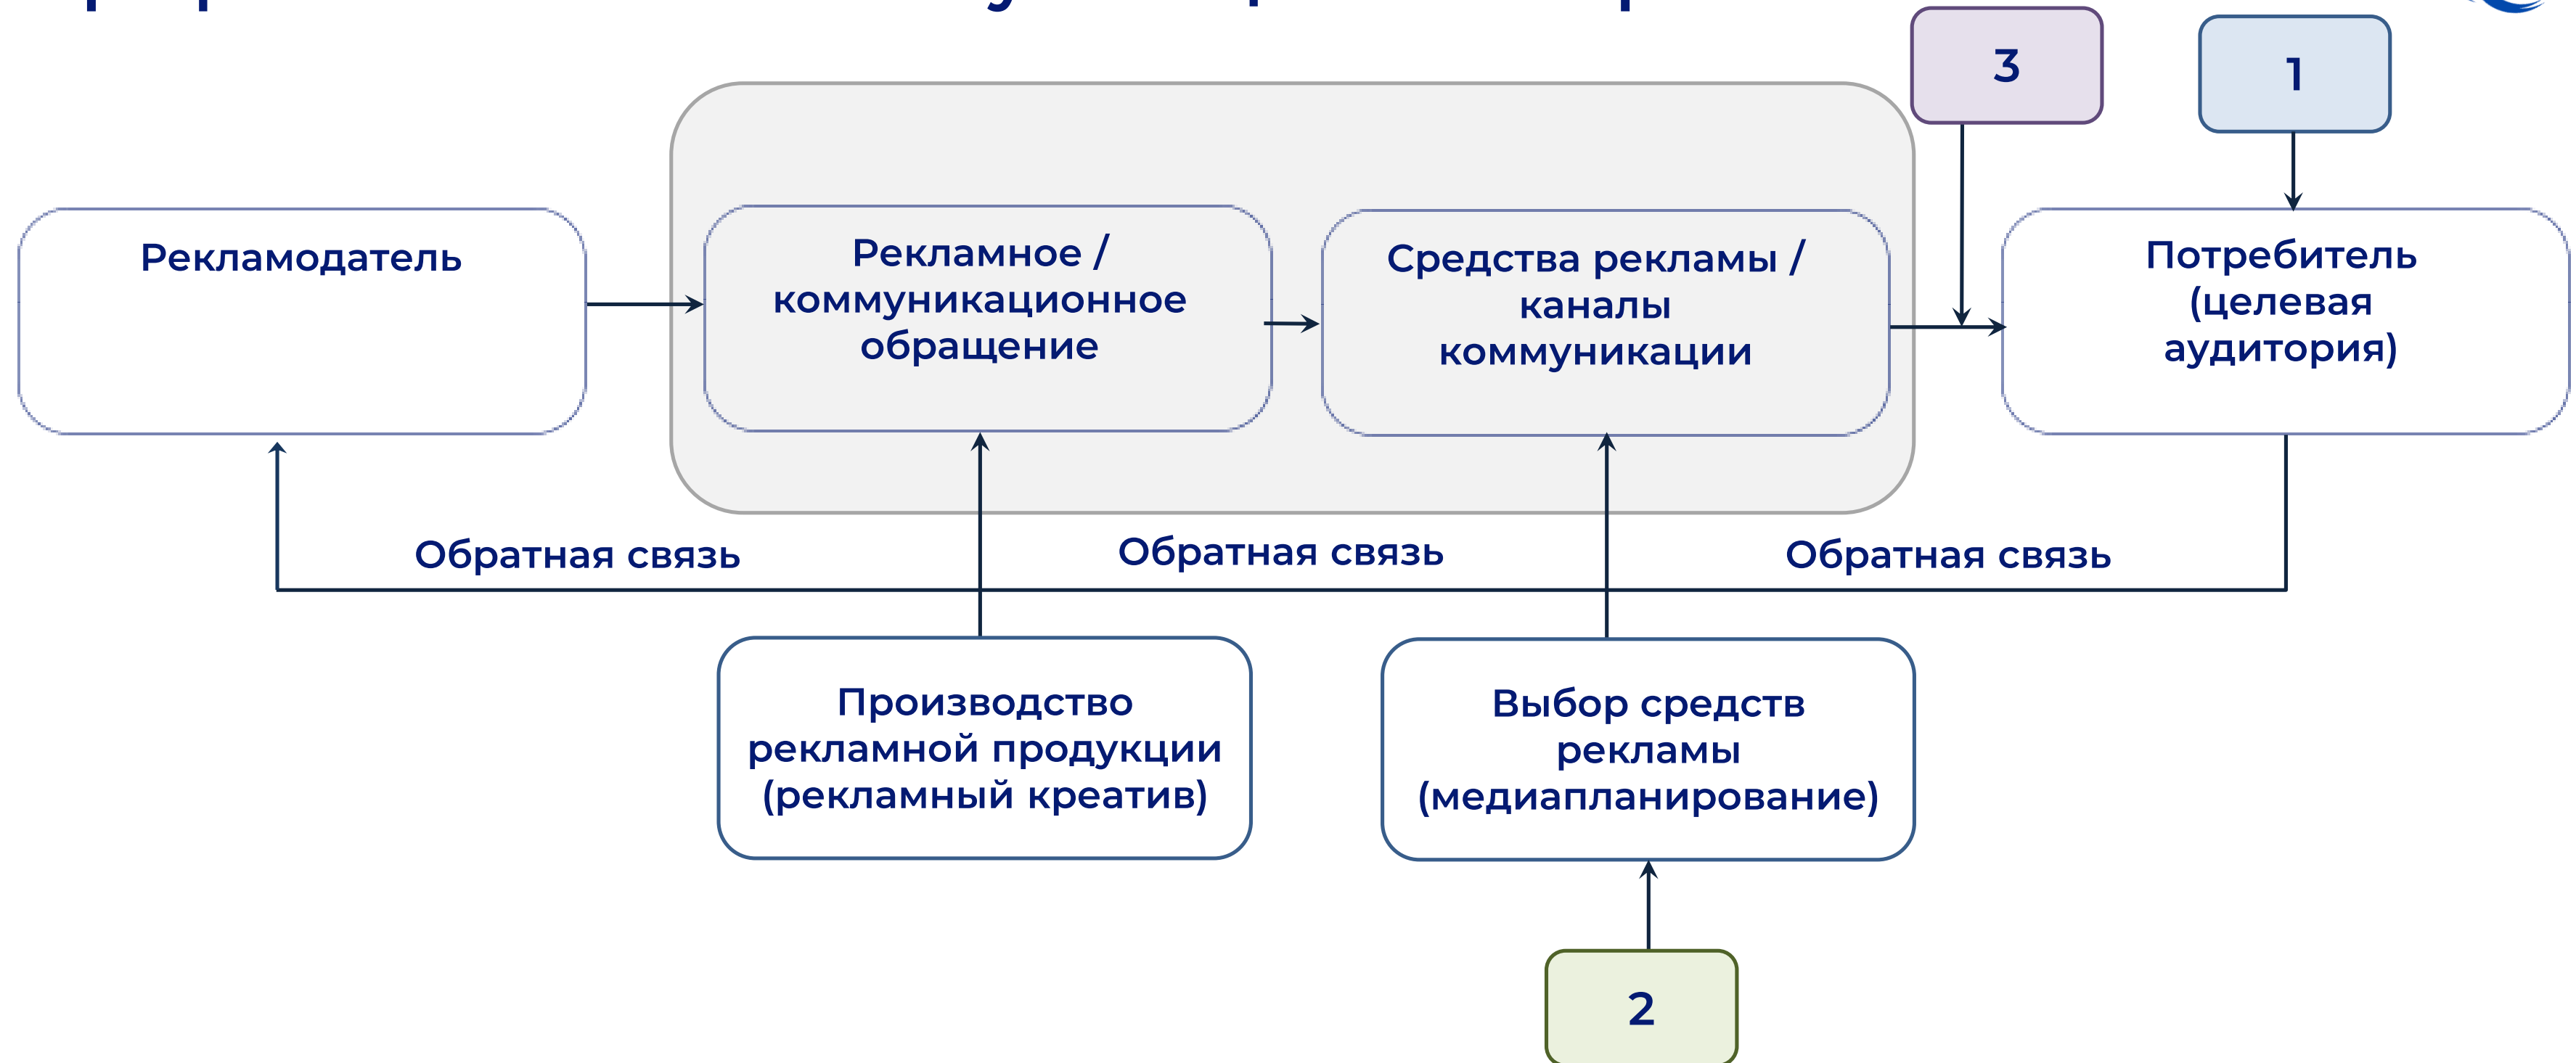 3
1
Рекламодатель
Рекламное /
коммуникационное
обращение
Средства рекламы /
каналы
коммуникации
Потребитель
(целевая
аудитория)
Обратная связь
Обратная связь
Обратная связь
Производство
рекламной продукции
(рекламный креатив)
Выбор средств
рекламы
(медиапланирование)
2